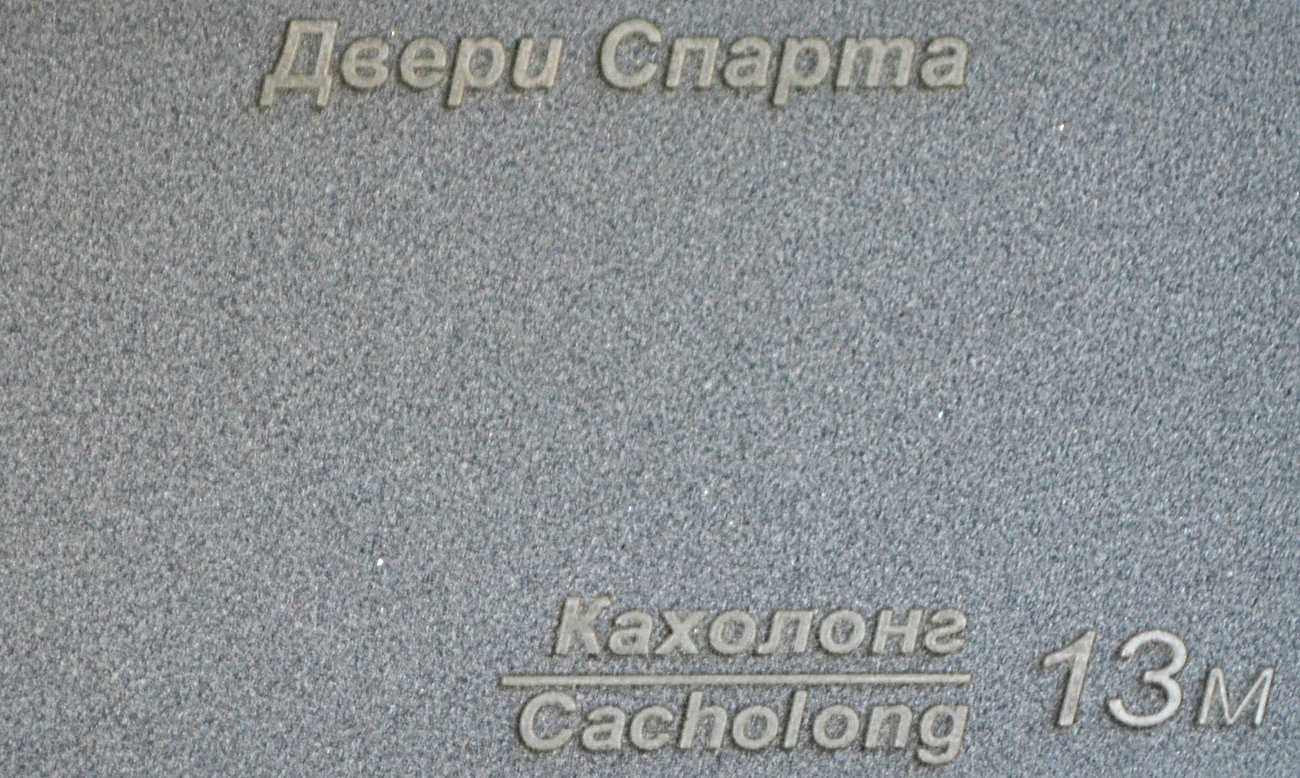 Двери Спарта
Кахолонг
Cacholong
13м